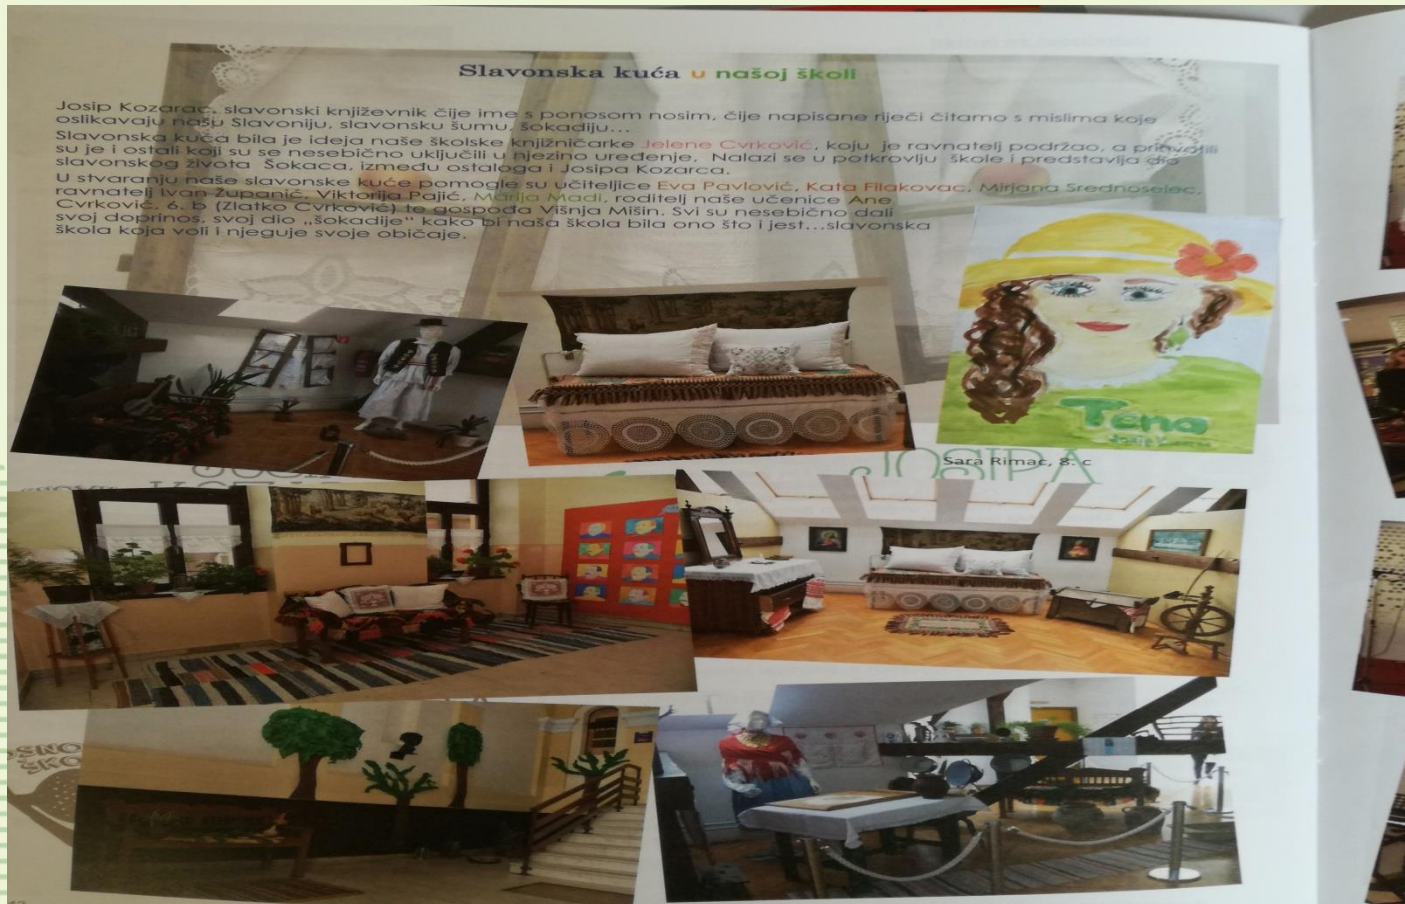 Slavonska kuća u našoj školi
Josip Kozarac, slavonski književnik čije ime s ponosom nosim, čije napisane riječi čitamo s mislima koje
oslikavaju našu Slavoniju, slavonsku šumu, šokadiju...
Slavonska kuća bila je ideja naše školske knjižničarke Jelene Cvrković, koju je ravnatelj podržao, a prihvatili
su je i ostali koji su se nesebično uključili u njezino uređenje. Nalazi se u potkrovlju škole i predstavlja dio
slavonskog života Šokaca, između ostaloga i Josipa Kozarca.
U stvaranju naše slavonske kuće pomogle su učiteljice Eva Pavlović, Kata Filakovac, Mirjana Srednoselec,
ravnatelj Ivan Županić, Viktorija Pajić, Marija Madi, roditelj naše učenice Ane
Cvrković, 6. b (Zlatko Cvrković) te gospođa Višnja Mišin. Svi su nesebično dali
svoj doprinos, svoj dio „šokadije" kako bi naša škola bila ono što i jest...slavonska
škola koja voli i njeguje svoje običaje.
Tena
Sara Rimac, 8. c
JOSIPA